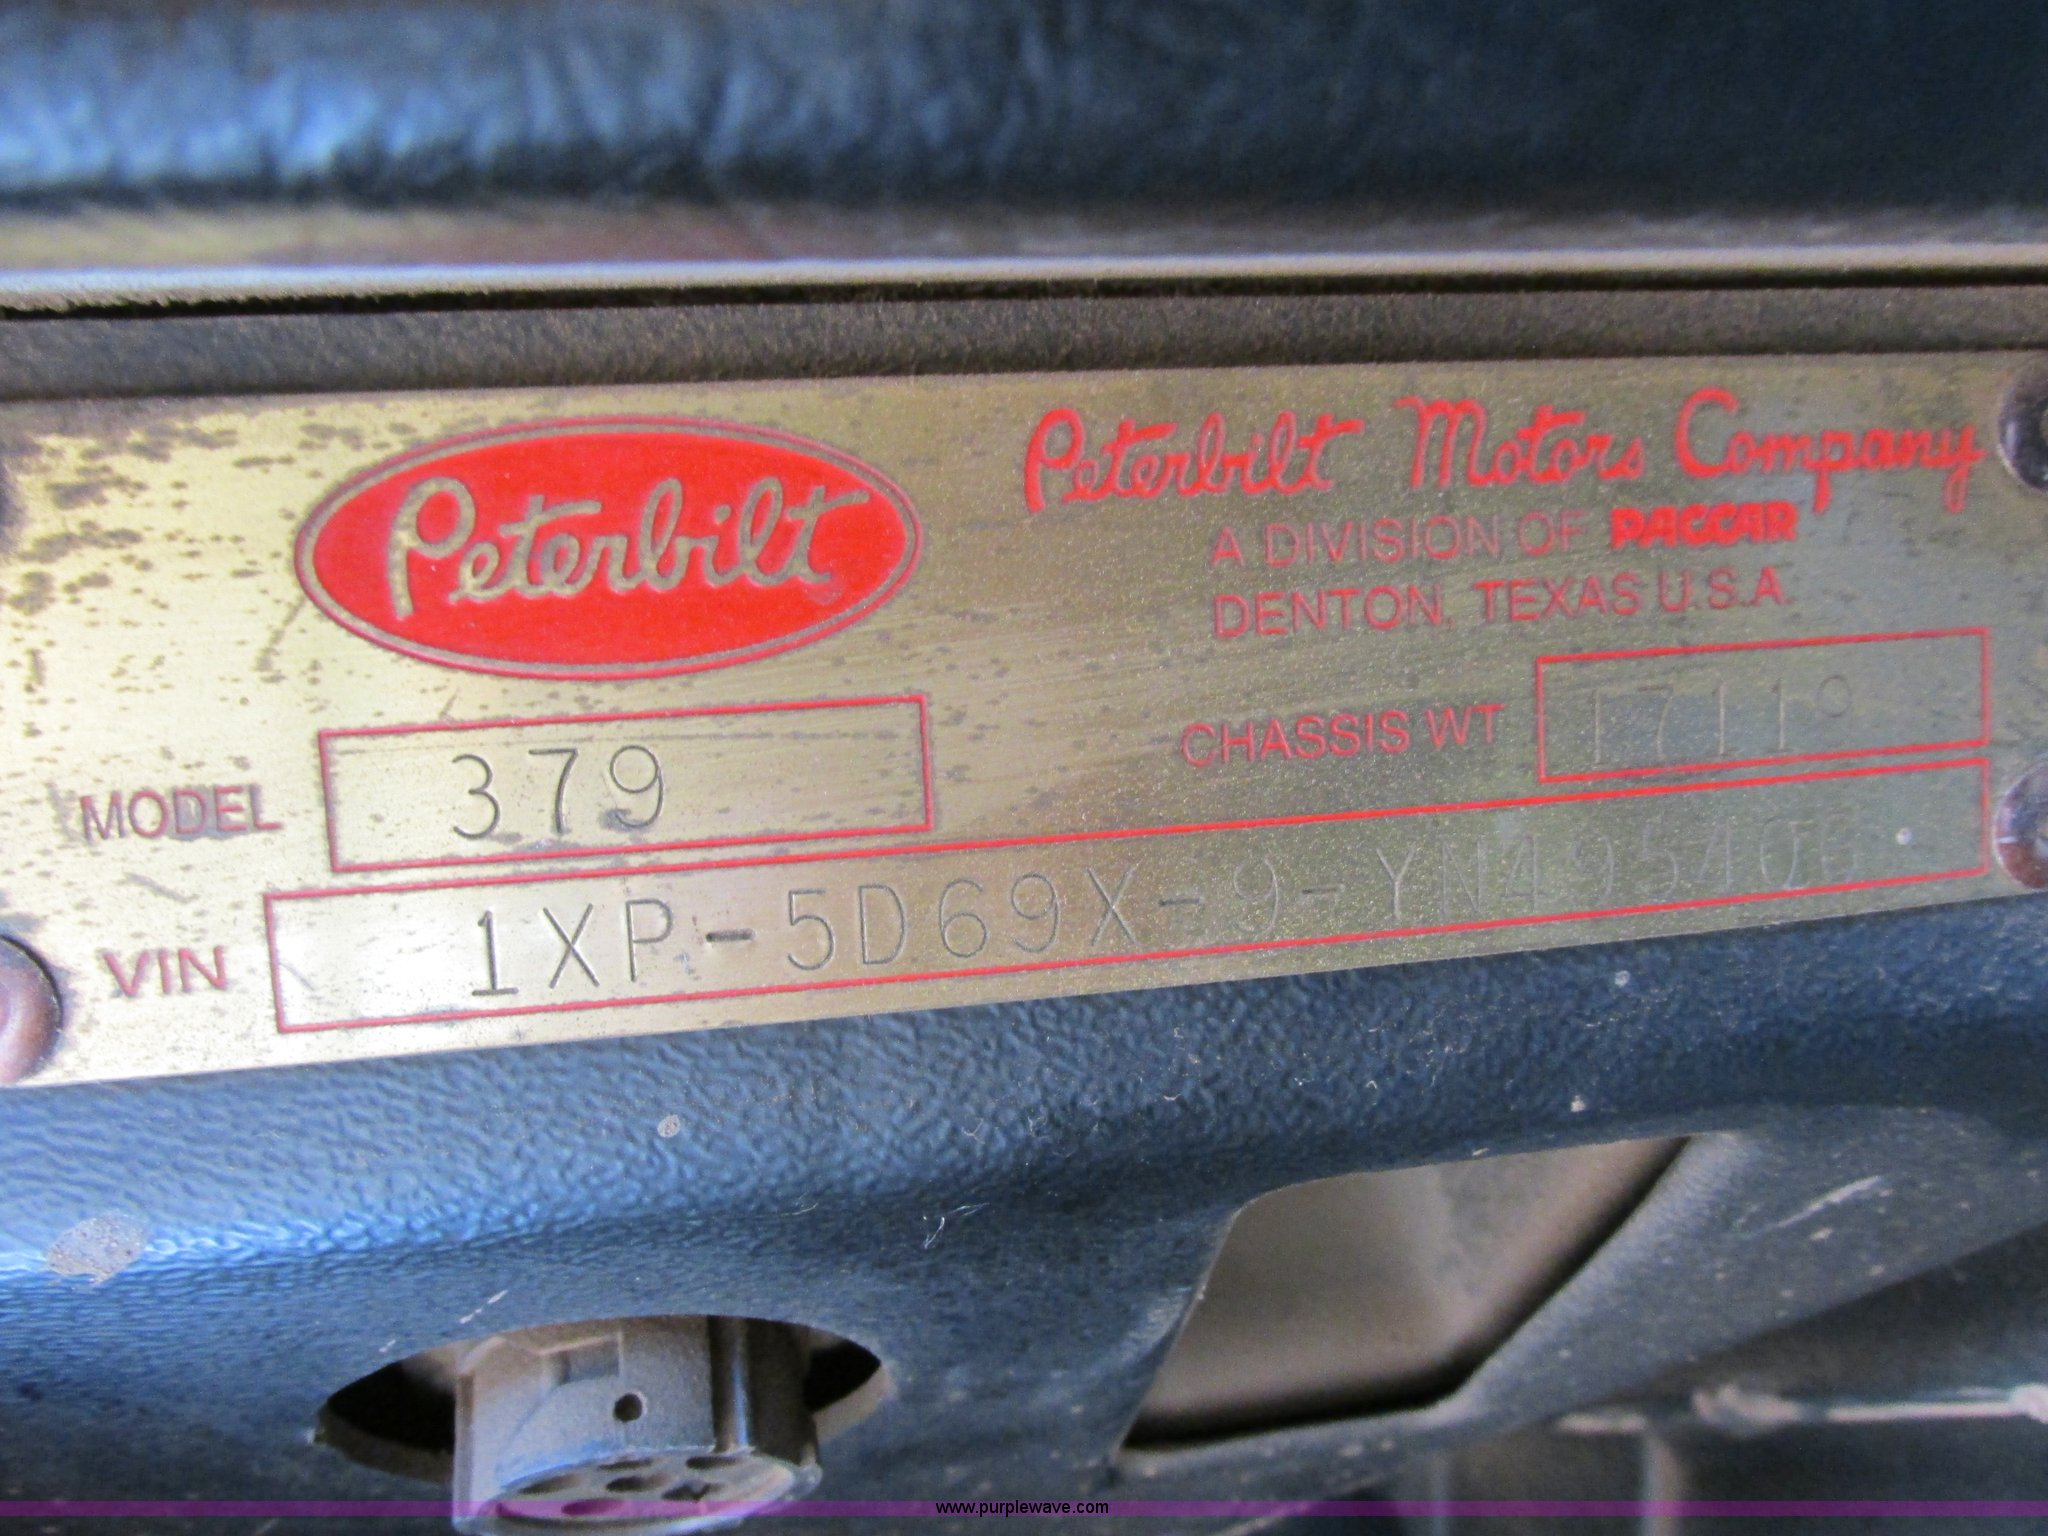 Peterbilt
Peterbilt Motors Company
A DIVISION OF PACCAR
DENTON, TEXAS U.S.A.
MODEL 379
CHASSIS WT 17119
VIN 1XP-5D69X-9-YN495406
www.purplewave.com